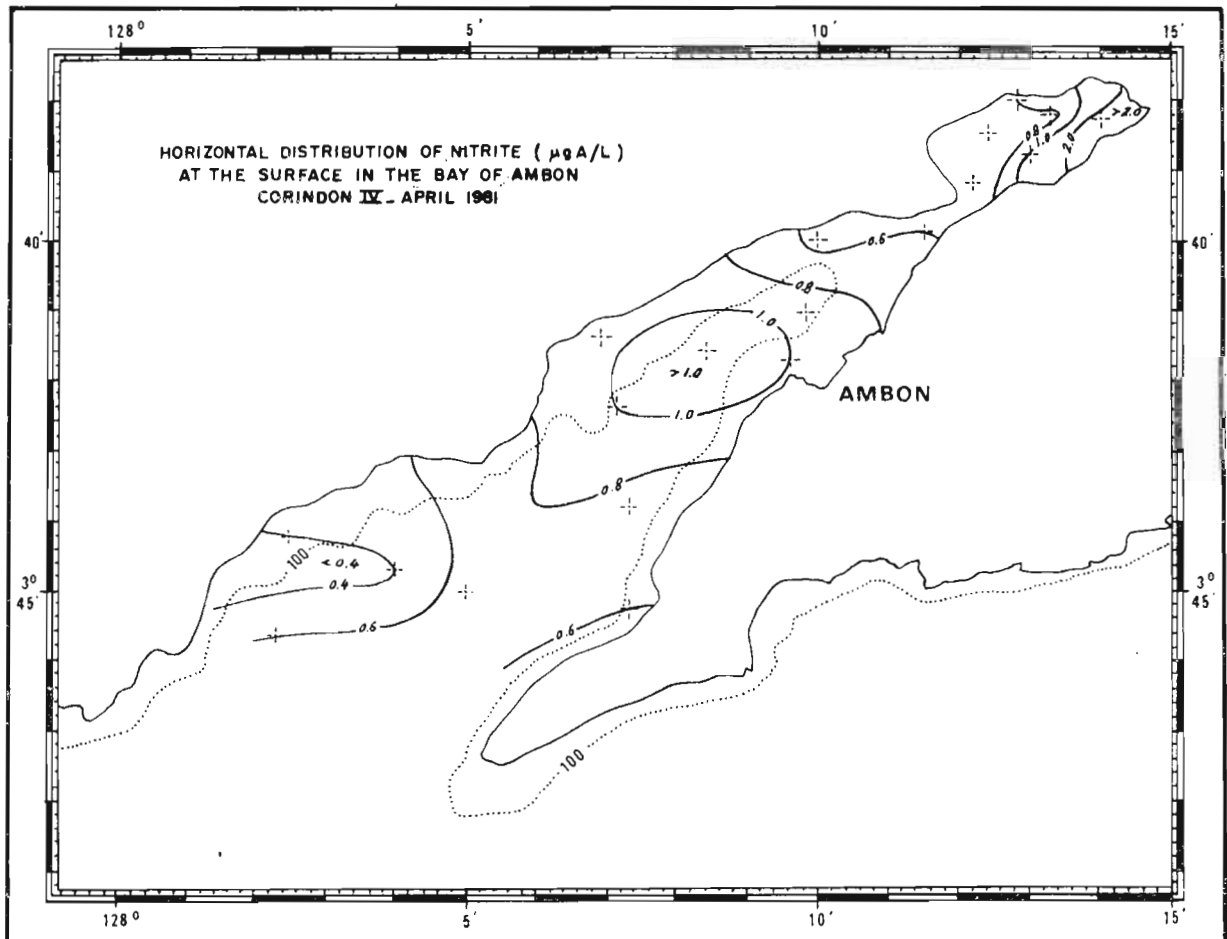 128° 5' 10' 15'
HORIZONTAL DISTRIBUTION OF NITRITE ( µg A/L )
AT THE SURFACE IN THE BAY OF AMBON
CORINDON IV_ APRIL 1981
0.8
1.0
2.0
>2.0
40' 40'
0.6
0.8
1.0
>1.0
1.0
AMBON
0.8
100
< 0.4
0.4
3° 45' 3° 45'
0.6
0.6
100
128° 5' 10' 15'